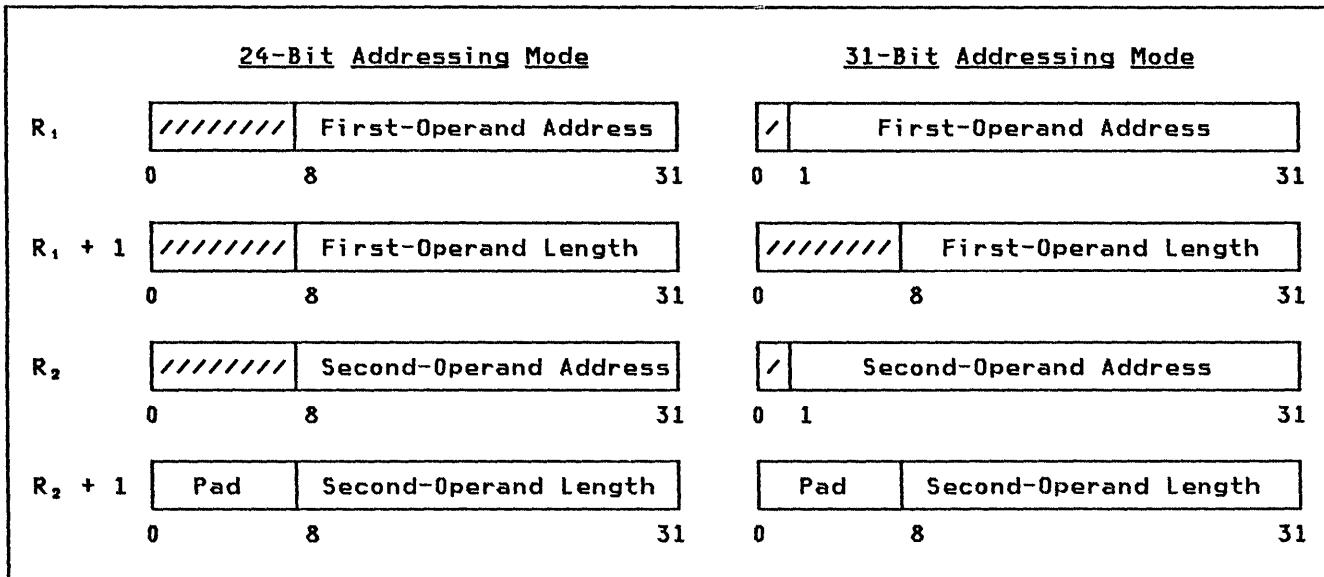 24-Bit Addressing Mode 31-Bit Addressing Mode
R₁ //////// First-Operand Address / First-Operand Address
0 8 31 0 1 31
R₁ + 1 //////// First-Operand Length //////// First-Operand Length
0 8 31 0 8 31
R₂ //////// Second-Operand Address / Second-Operand Address
0 8 31 0 1 31
R₂ + 1 Pad Second-Operand Length Pad Second-Operand Length
0 8 31 0 8 31